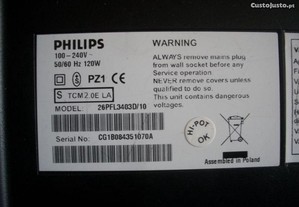 CustoJusto.pt
PHILIPS
100 - 240V~
50/60 Hz 120W
PZ1
S TCM2.0E LA
MODEL 26PFL3403D/10
Serial No: CG1B084351070A
WARNING
ALWAYS remove mains plug
from wall socket before any
Service operation.
NEVER remove covers unless
qualified to do so.
This unit contains dangerous
voltages.
HI-POT
OK
Assembled in Poland